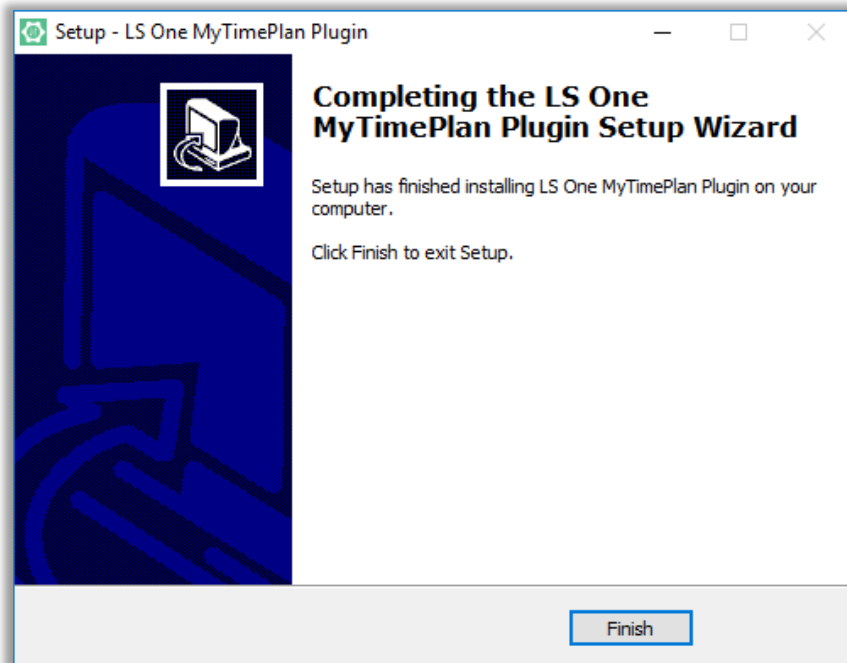 Setup - LS One MyTimePlan Plugin
Completing the LS One
MyTimePlan Plugin Setup Wizard
Setup has finished installing LS One MyTimePlan Plugin on your
computer.
Click Finish to exit Setup.
Finish